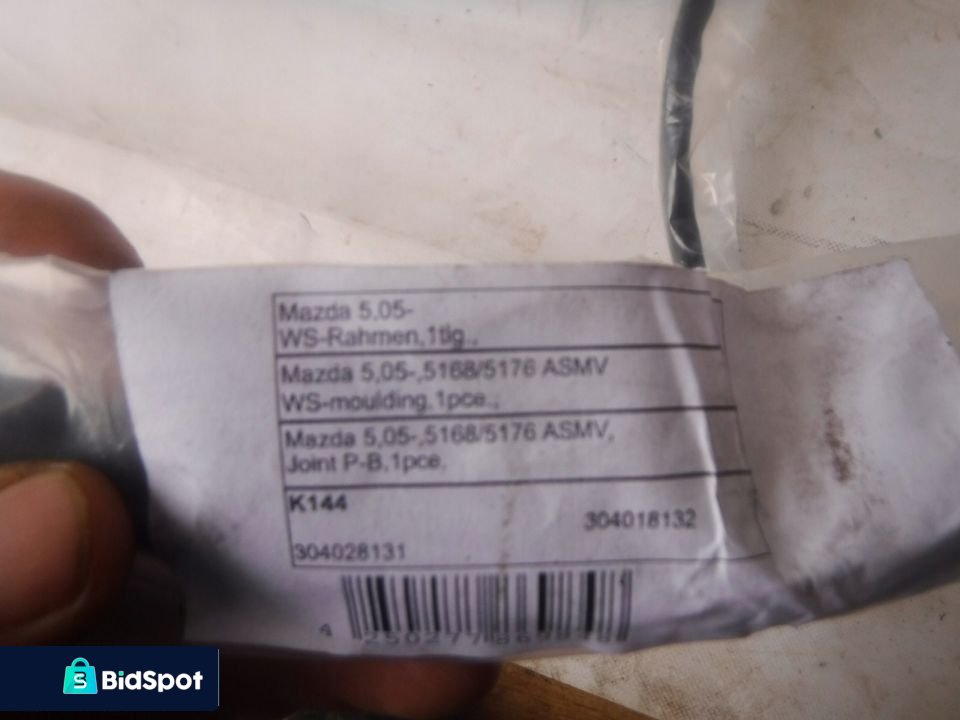 Mazda 5,05-
WS-Rahmen,1tlg.,
Mazda 5,05-,5168/5176 ASMV
WS-moulding,1pce.,
Mazda 5,05-,5168/5176 ASMV,
Joint P-B,1pce,
K144
304018132
304028131
4
BidSpot